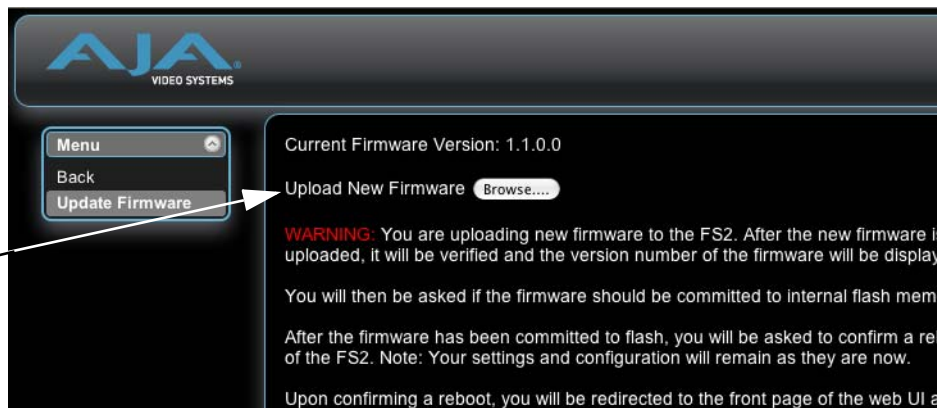 AJA
VIDEO SYSTEMS
Menu
Back
Update Firmware
Current Firmware Version: 1.1.0.0
Upload New Firmware Browse....
WARNING: You are uploading new firmware to the FS2. After the new firmware is
uploaded, it will be verified and the version number of the firmware will be display
You will then be asked if the firmware should be committed to internal flash mem
After the firmware has been committed to flash, you will be asked to confirm a re
of the FS2. Note: Your settings and configuration will remain as they are now.
Upon confirming a reboot, you will be redirected to the front page of the web UI a